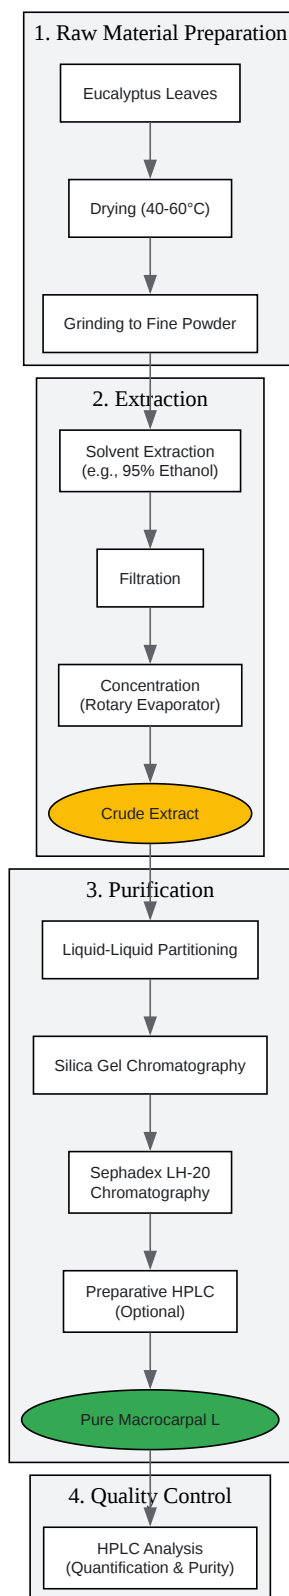 1. Raw Material Preparation
Eucalyptus Leaves
Drying (40-60°C)
Grinding to Fine Powder
2. Extraction
Solvent Extraction
(e.g., 95% Ethanol)
Filtration
Concentration
(Rotary Evaporator)
Crude Extract
3. Purification
Liquid-Liquid Partitioning
Silica Gel Chromatography
Sephadex LH-20
Chromatography
Preparative HPLC
(Optional)
Pure Macrocarpal L
4. Quality Control
HPLC Analysis
(Quantification & Purity)